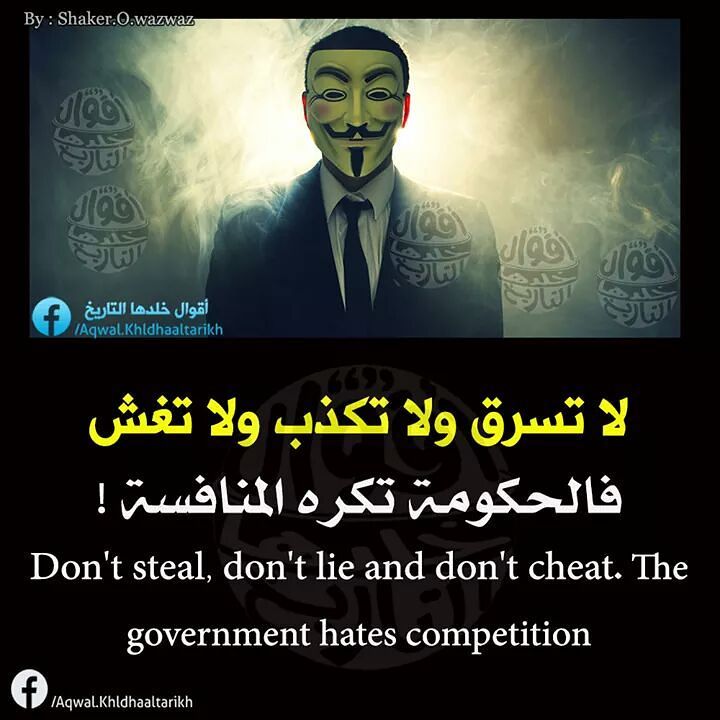 By : Shaker.O.wazwaz
أقوال خلدها التاريخ
/Aqwal.Khldhaaltarikh
لا تسرق ولا تكذب ولا تغش
فالحكومة تكره المنافسة !
Don't steal, don't lie and don't cheat. The
government hates competition
/Aqwal.Khldhaaltarikh